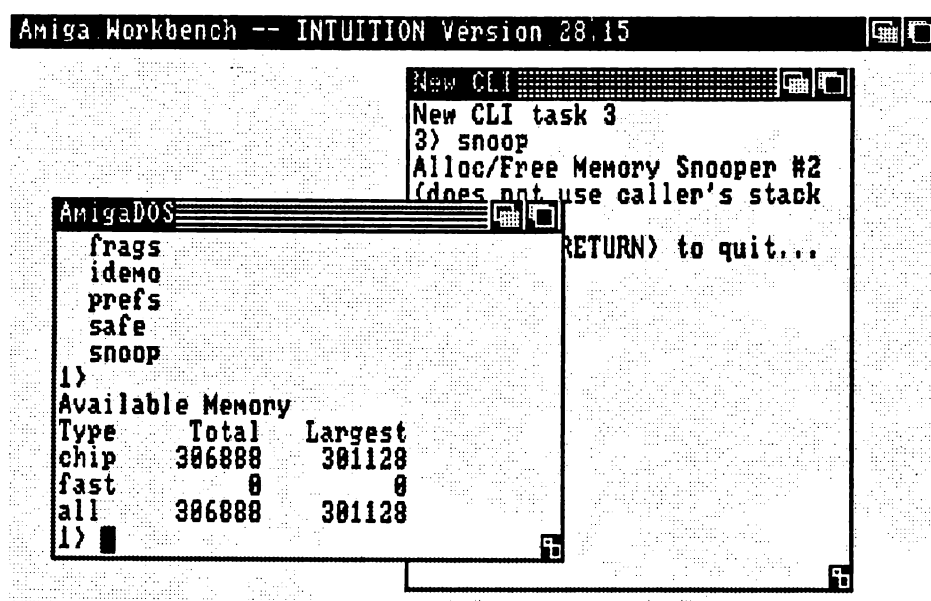 Amiga Workbench -- INTUITION Version 28.15
New CLI
New CLI task 3
3) snoop
Alloc/Free Memory Snooper #2
(does not use caller's stack
RETURN) to quit...
AmigaDOS
frags
idemo
prefs
safe
snoop
1)
Available Memory
Type Total Largest
chip 306888 301128
fast 0 0
all 306888 301128
1)